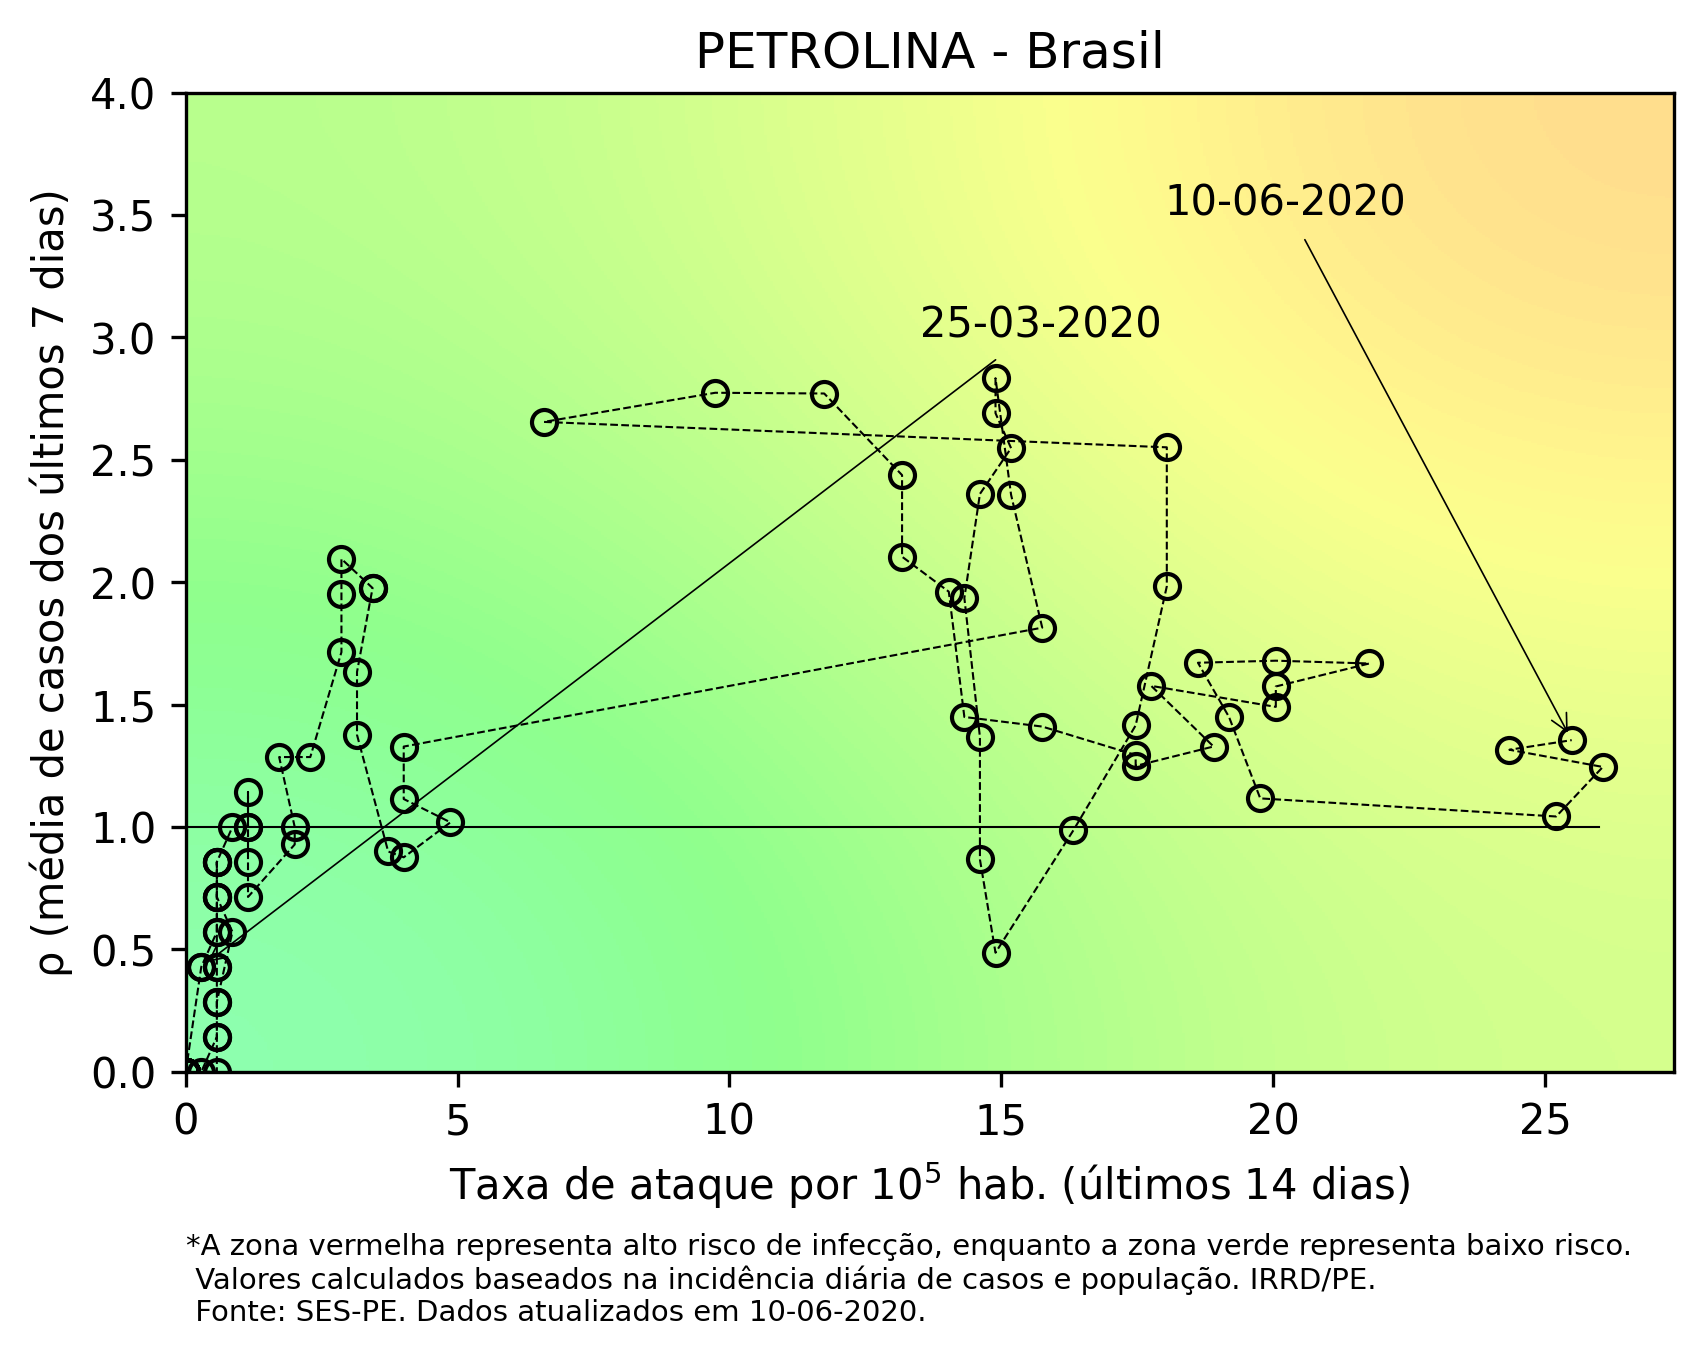 PETROLINA - Brasil
4.0
3.5
3.0
2.5
2.0
1.5
1.0
0.5
0.0
ρ (média de casos dos últimos 7 dias)
10-06-2020
25-03-2020
0 5 10 15 20 25
Taxa de ataque por 10⁵ hab. (últimos 14 dias)
*A zona vermelha representa alto risco de infecção, enquanto a zona verde representa baixo risco.
Valores calculados baseados na incidência diária de casos e população. IRRD/PE.
Fonte: SES-PE. Dados atualizados em 10-06-2020.